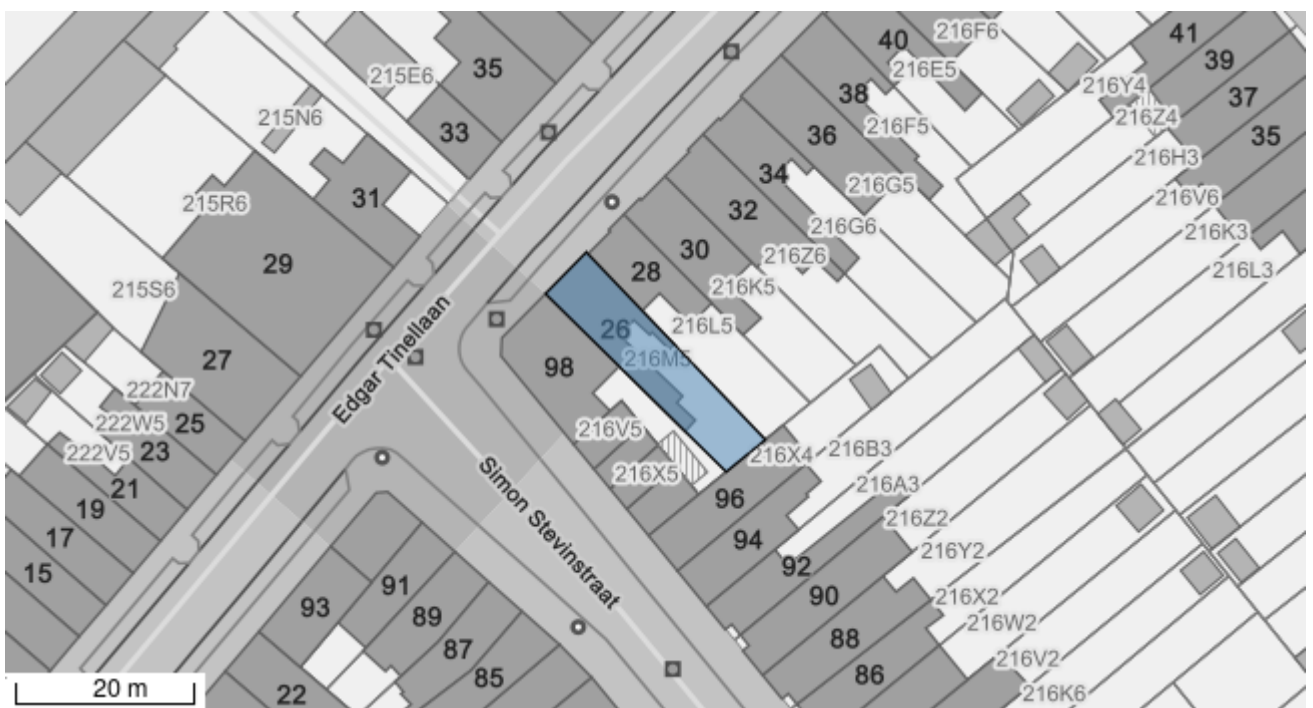 41
40
216F6
39
35
216E5
215E6
216Y4
38
37
216Z4
215N6
33
36
216F5
35
216H3
34
31
216G5
216V6
215R6
32
216G6
216K3
30
216Z6
29
28
216L3
215S6
216K5
Edgar Tinellaan
26
216L5
216M5
27
98
222N7
216V5
25
222W5
23
216B3
222V5
216X4
216X5
216A3
21
96
19
216Z2
17
94
Simon Stevinstraat
216Y2
92
15
91
90
216X2
93
89
216W2
87
88
216V2
85
86
20 m
22
216K6